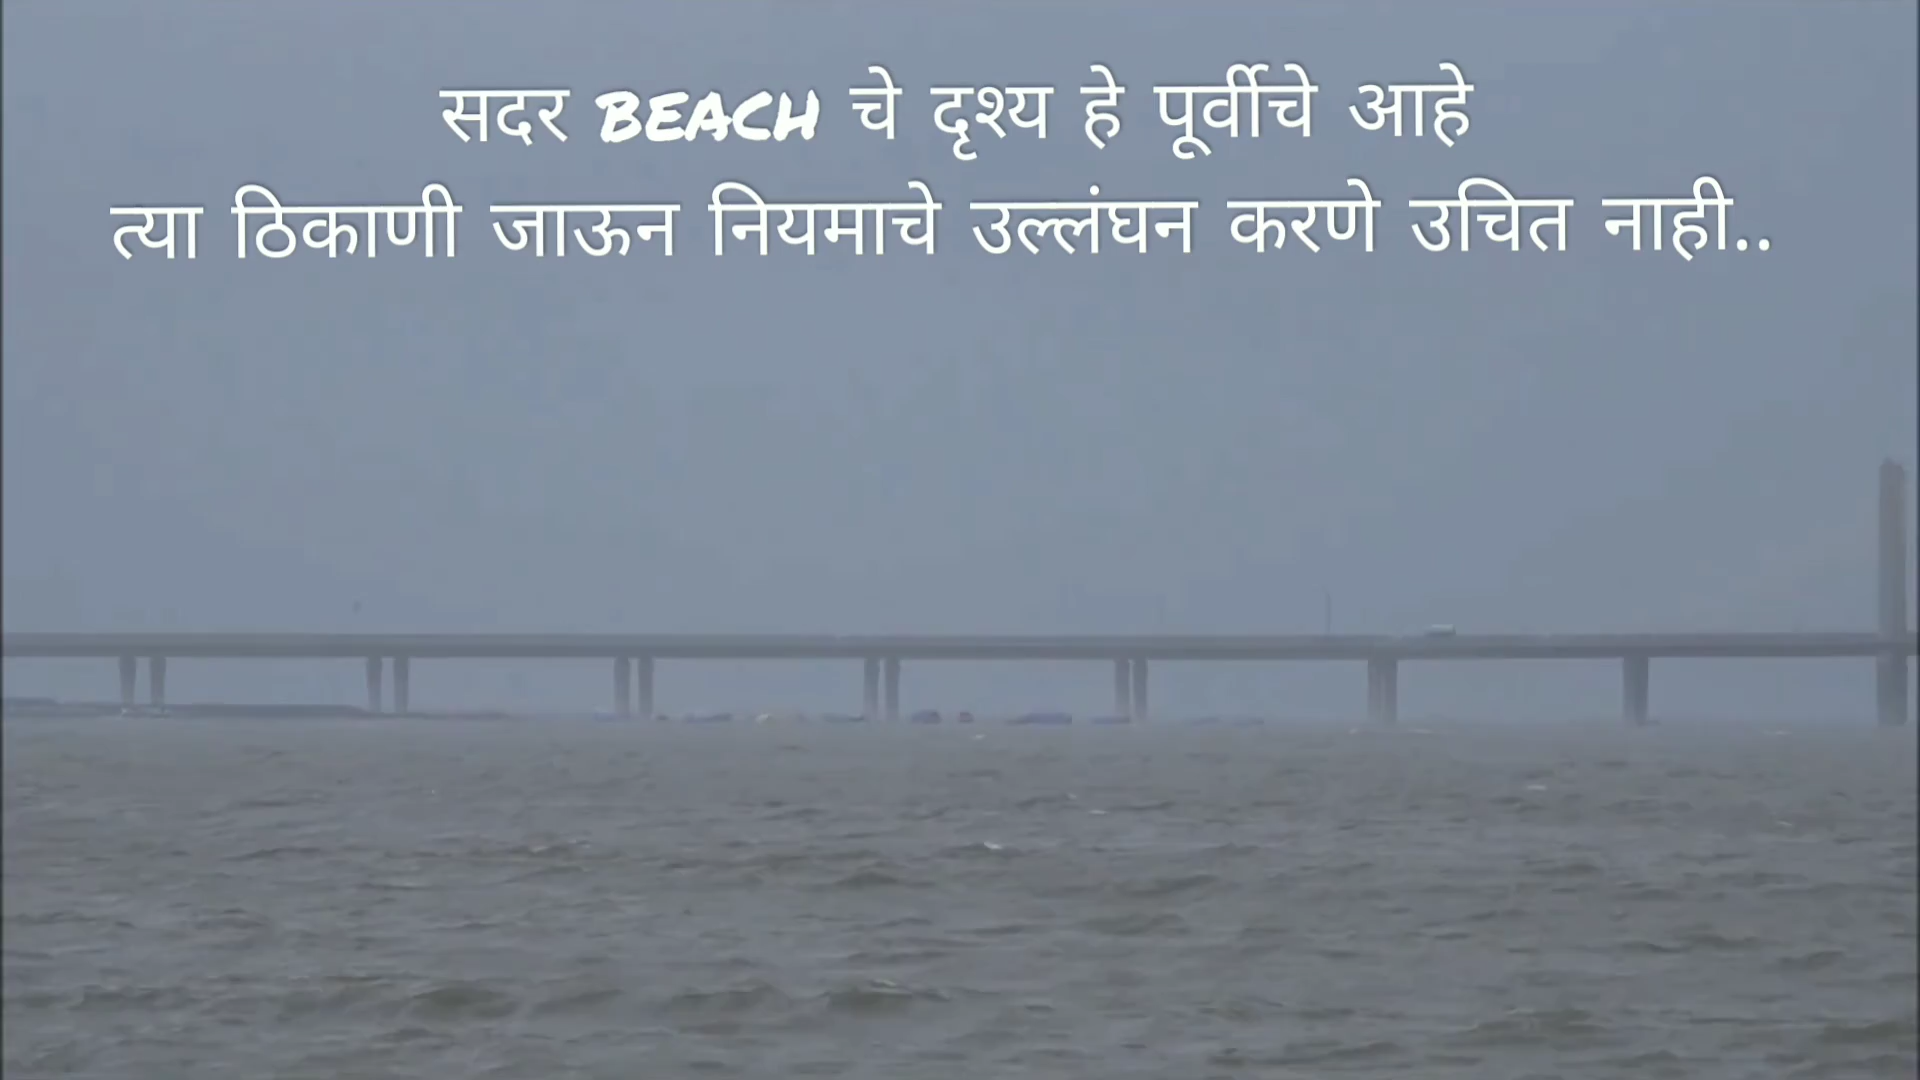 सदर BEACH चे दृश्य हे पूर्वीचे आहे
त्या ठिकाणी जाऊन नियमाचे उल्लंघन करणे उचित नाही..